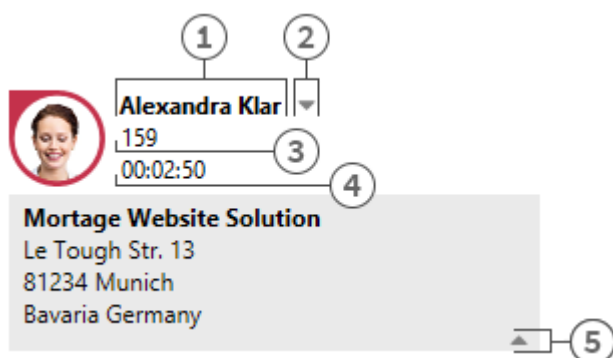 1 2
Alexandra Klar
159
3
00:02:50
4
Mortage Website Solution
Le Tough Str. 13
81234 Munich
Bavaria Germany
5